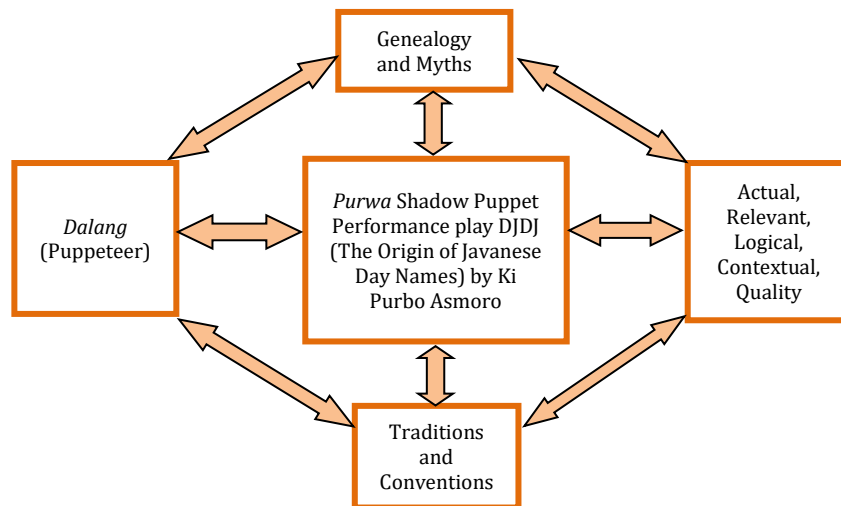 Genealogy
and Myths
Dalang
(Puppeteer)
Purwa Shadow Puppet
Performance play DJDJ
(The Origin of Javanese
Day Names) by Ki
Purbo Asmoro
Actual,
Relevant,
Logical,
Contextual,
Quality
Traditions
and
Conventions